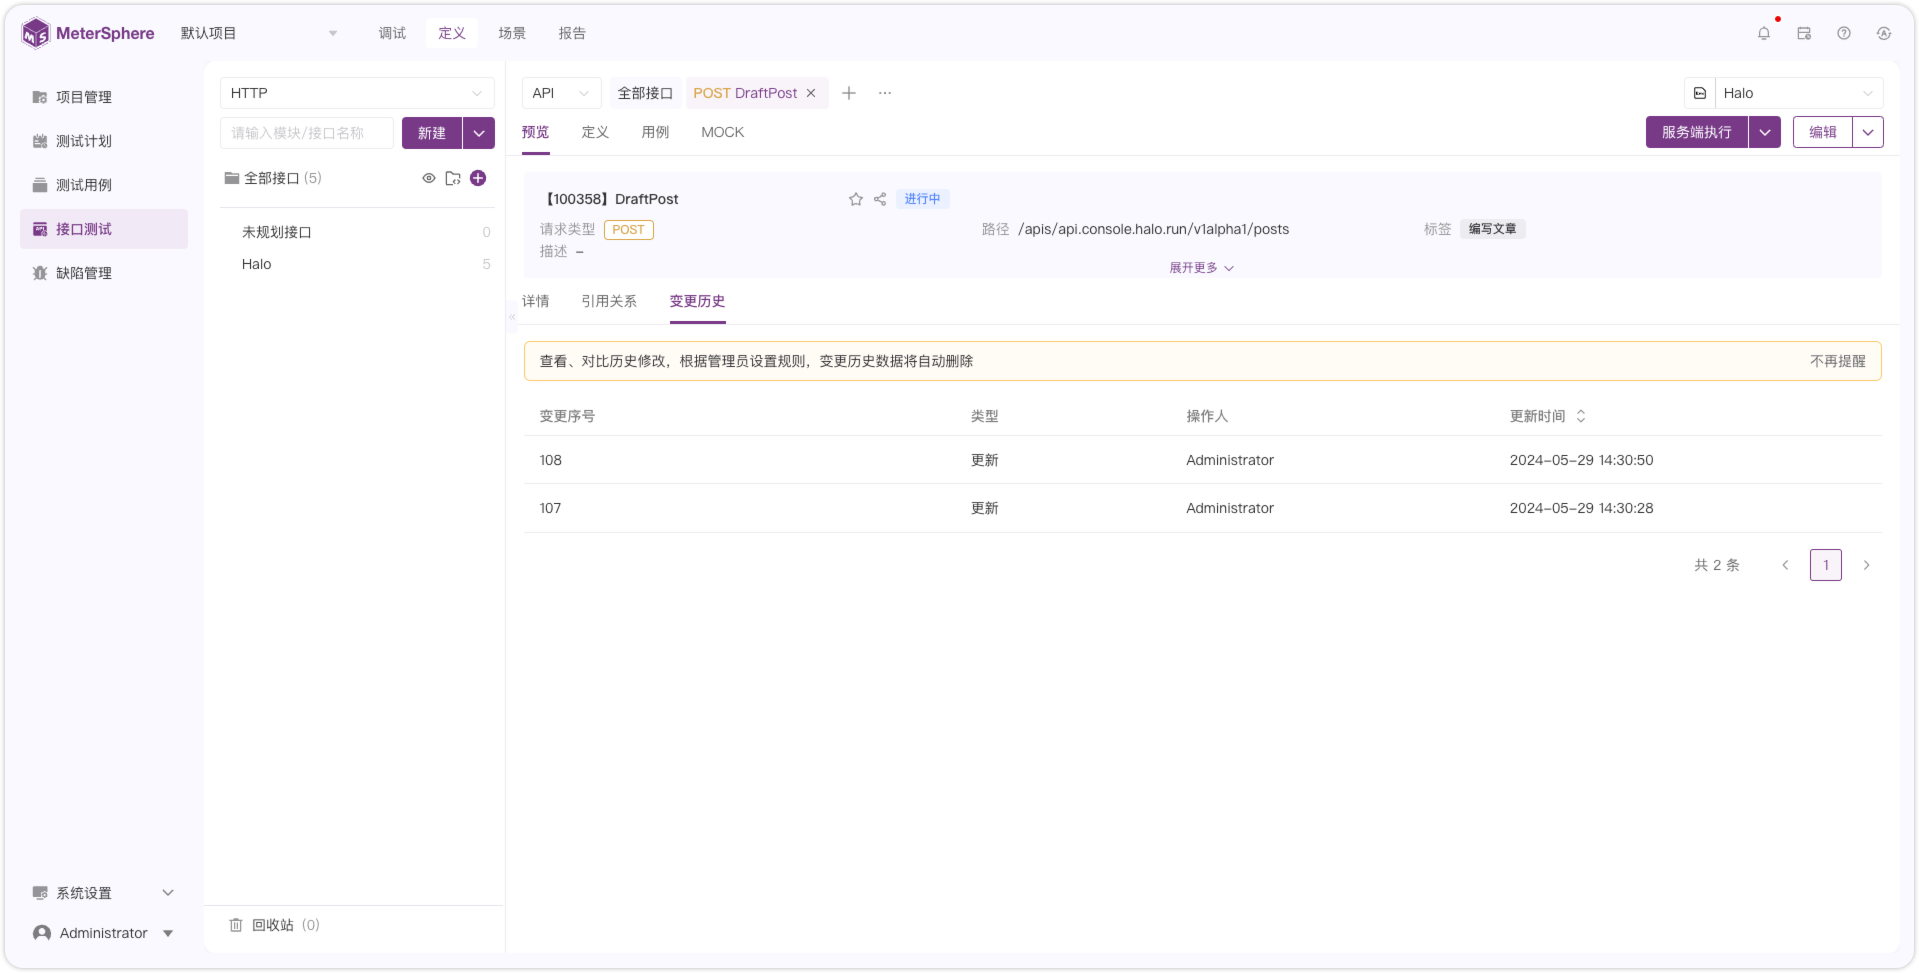 MeterSphere
默认项目
调试
定义
场景
报告
项目管理
测试计划
测试用例
接口测试
缺陷管理
系统设置
Administrator
HTTP
请输入模块/接口名称
新建
全部接口 (5)
未规划接口 0
Halo 5
回收站 (0)
API
全部接口
POST DraftPost
Halo
预览
定义
用例
MOCK
服务端执行
编辑
【100358】DraftPost
进行中
请求类型 POST
路径 /apis/api.console.halo.run/v1alpha1/posts
标签 编写文章
描述 –
展开更多
详情
引用关系
变更历史
查看、对比历史修改，根据管理员设置规则，变更历史数据将自动删除
不再提醒
变更序号 类型 操作人 更新时间
108 更新 Administrator 2024-05-29 14:30:50
107 更新 Administrator 2024-05-29 14:30:28
共 2 条
1